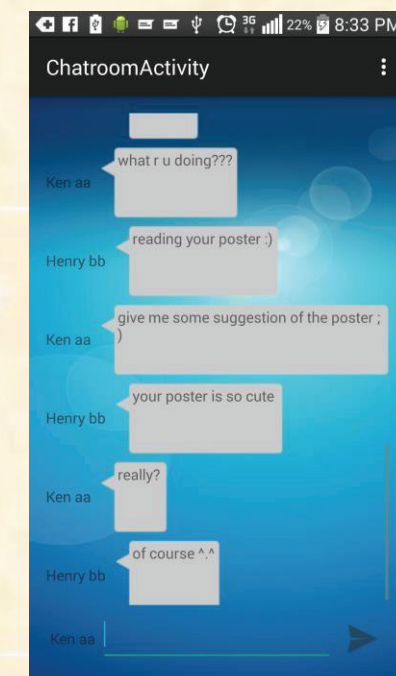 3G 22% 8:33 PM
ChatroomActivity
what r u doing???
Ken aa
reading your poster :)
Henry bb
give me some suggestion of the poster ;
)
Ken aa
your poster is so cute
Henry bb
really?
Ken aa
of course ^.^
Henry bb
Ken aa